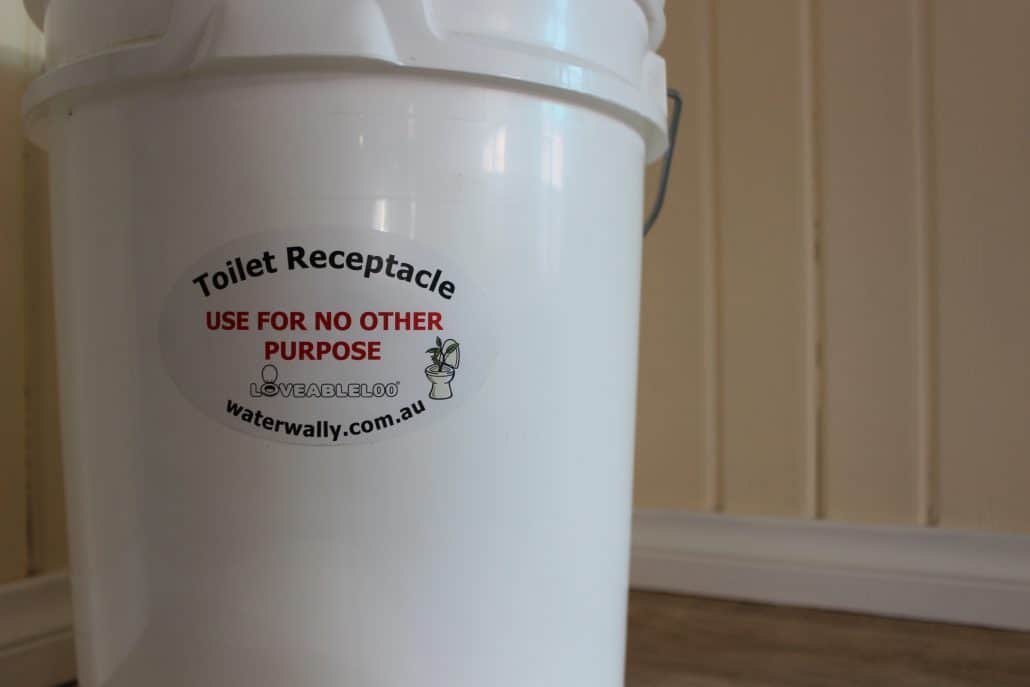 Toilet Receptacle
USE FOR NO OTHER
PURPOSE
LOVEABLELOO®
waterwally.com.au